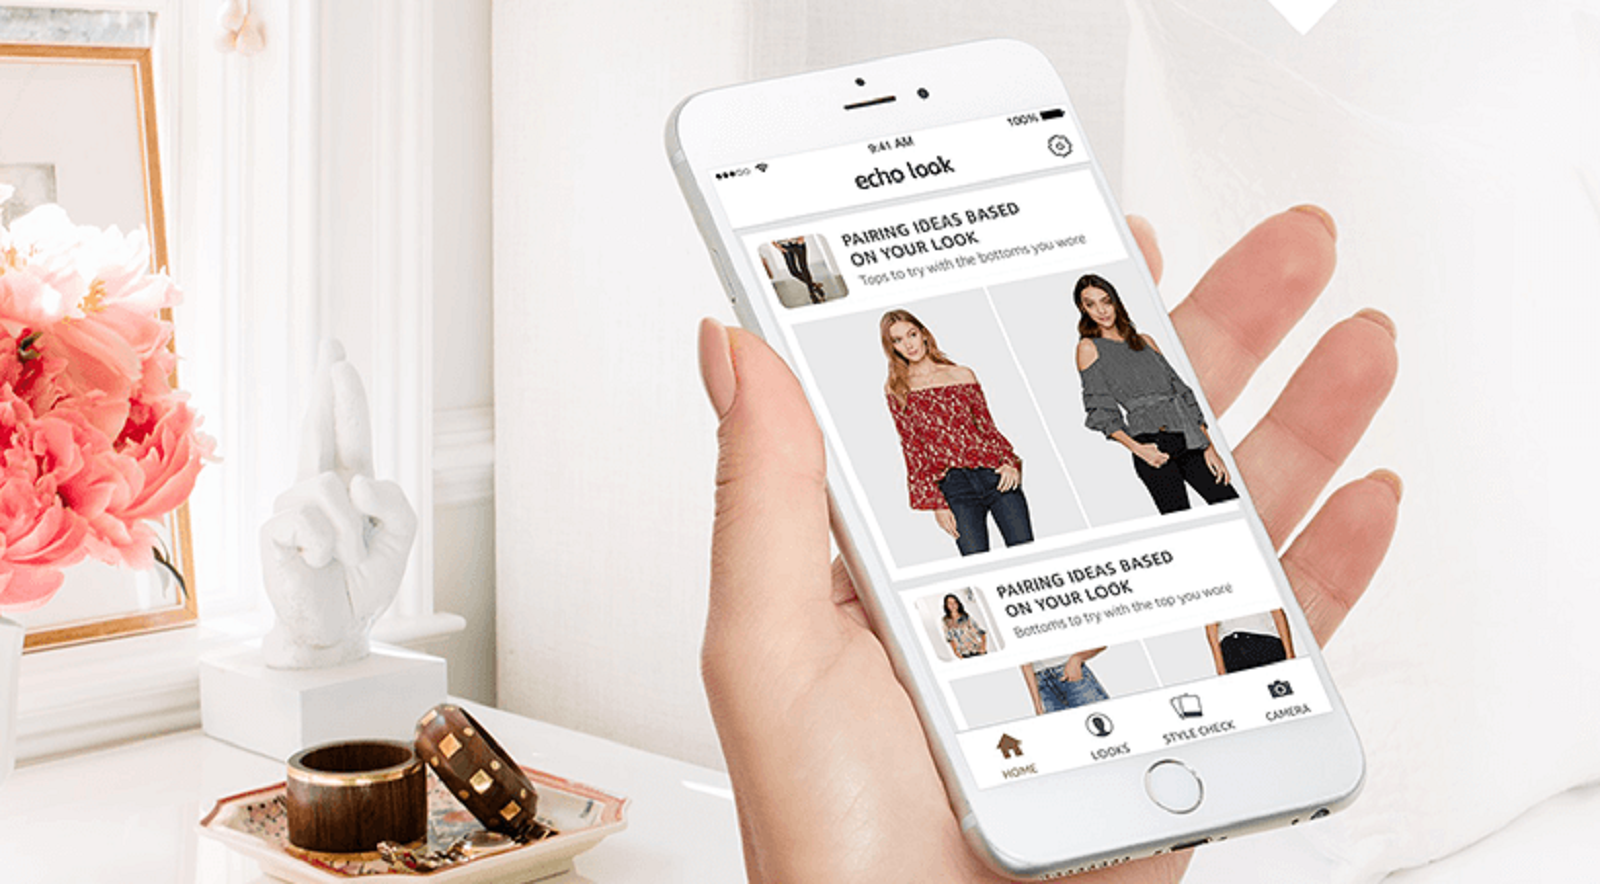 100%
9:41 AM
echo look
PAIRING IDEAS BASED
ON YOUR LOOK
Tops to try with the bottoms you wore
PAIRING IDEAS BASED
ON YOUR LOOK
Bottoms to try with the top you wore
HOME
LOOKS
STYLE CHECK
CAMERA